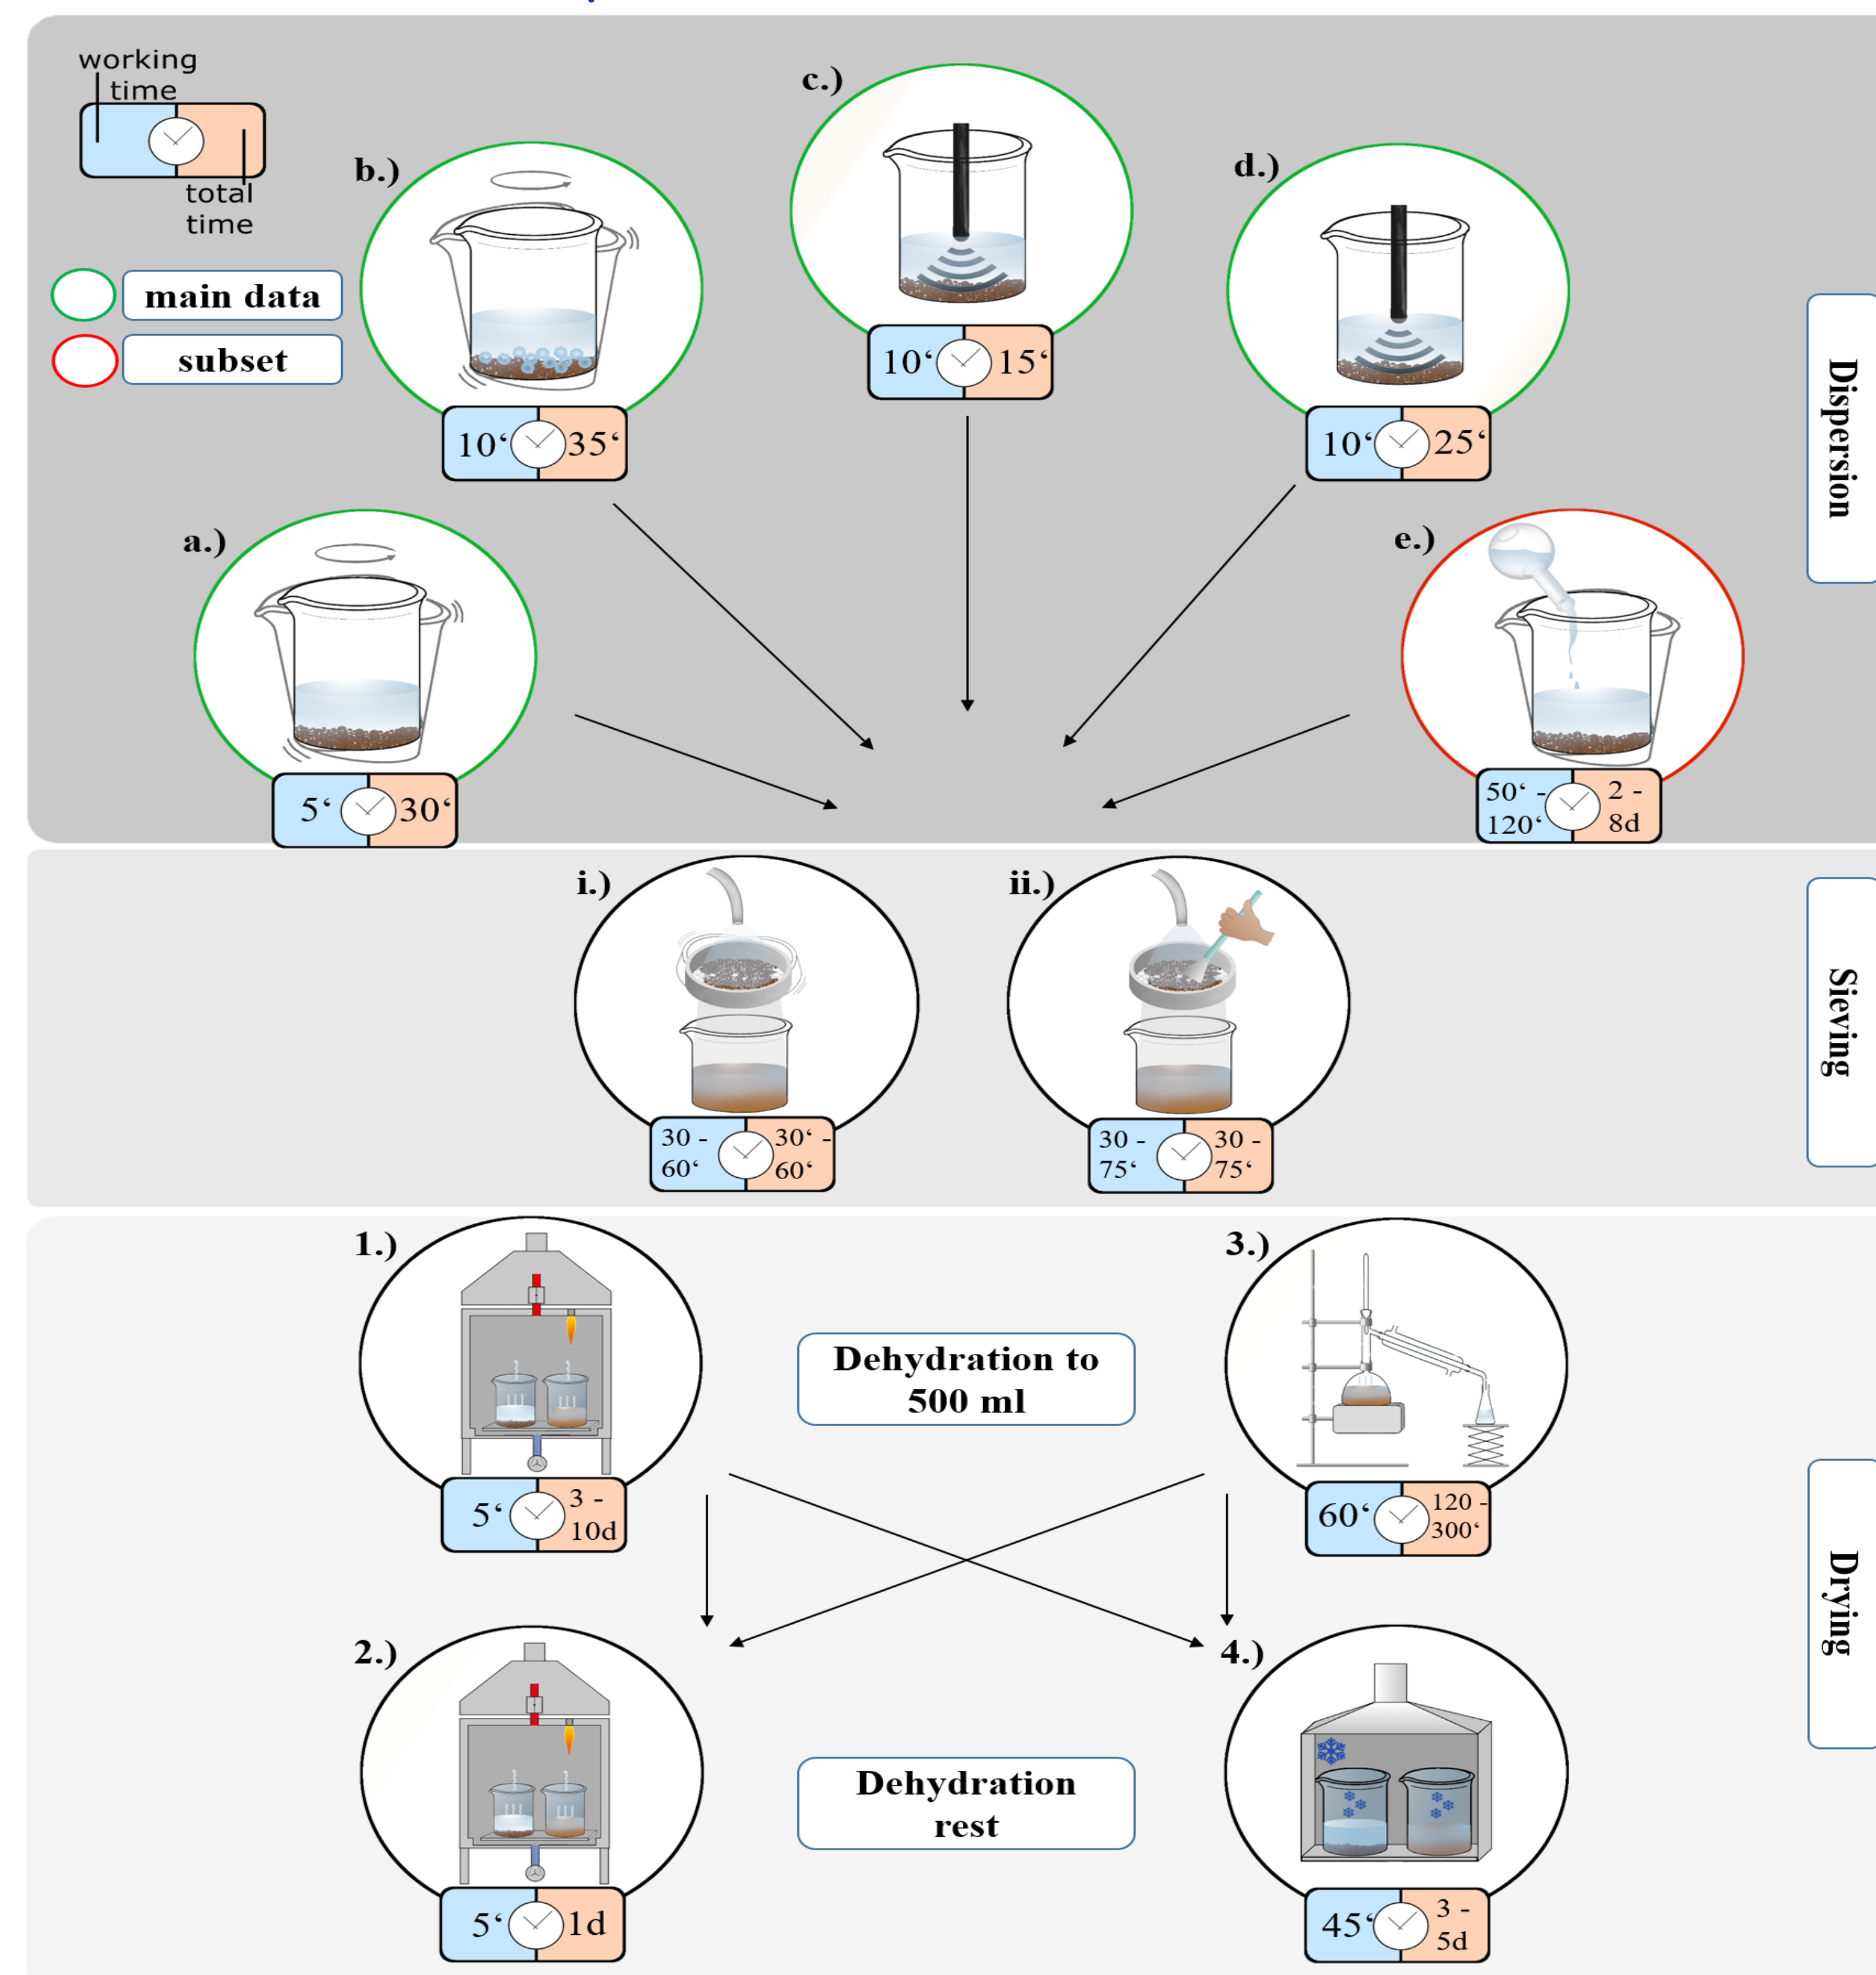 working
time
total
time
main data
subset
c.)
10‘ 15‘
b.)
10‘ 35‘
d.)
10‘ 25‘
a.)
5‘ 30‘
e.)
50‘ - 2 -
120‘ 8d
Dispersion
i.)
30 - 30‘ -
60‘ 60‘
ii.)
30 - 30 -
75‘ 75‘
Sieving
1.)
5‘ 3 -
10d
Dehydration to
500 ml
3.)
60‘ 120 -
300‘
2.)
5‘ 1d
Dehydration
rest
4.)
45‘ 3 -
5d
Drying